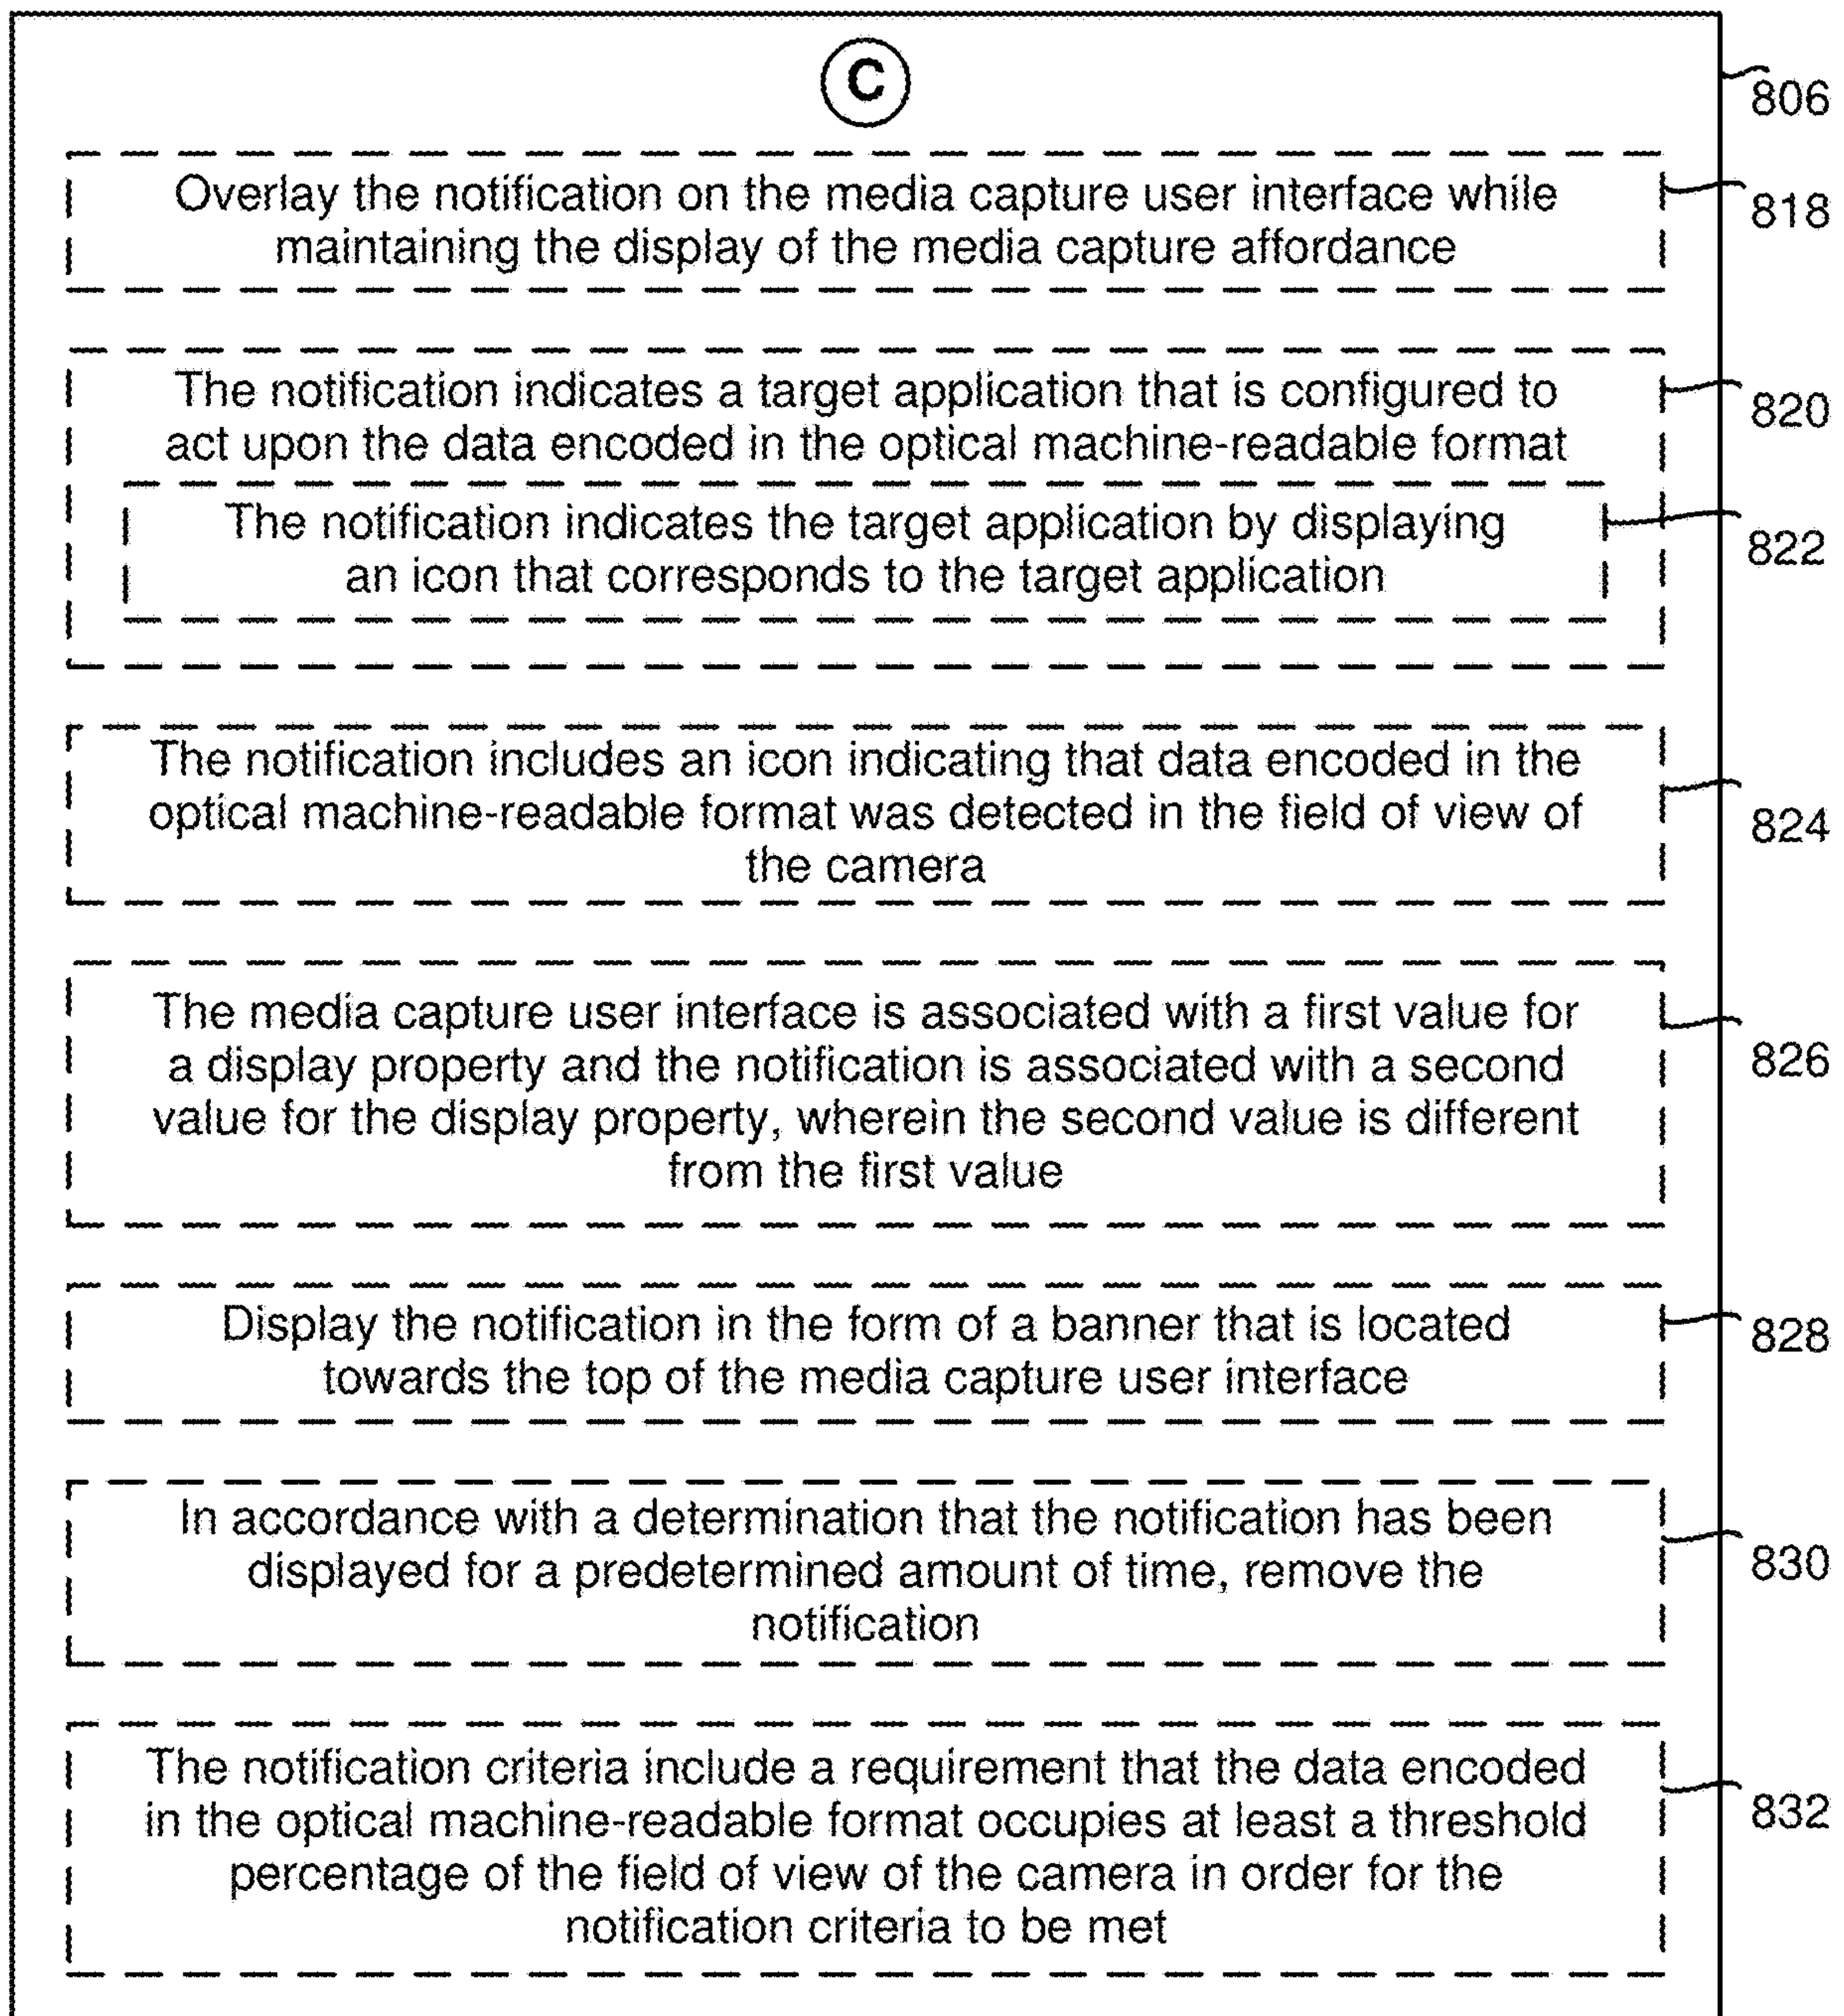 C
806
Overlay the notification on the media capture user interface while
maintaining the display of the media capture affordance
818
The notification indicates a target application that is configured to
act upon the data encoded in the optical machine-readable format
820
The notification indicates the target application by displaying
an icon that corresponds to the target application
822
The notification includes an icon indicating that data encoded in the
optical machine-readable format was detected in the field of view of
the camera
824
The media capture user interface is associated with a first value for
a display property and the notification is associated with a second
value for the display property, wherein the second value is different
from the first value
826
Display the notification in the form of a banner that is located
towards the top of the media capture user interface
828
In accordance with a determination that the notification has been
displayed for a predetermined amount of time, remove the
notification
830
The notification criteria include a requirement that the data encoded
in the optical machine-readable format occupies at least a threshold
percentage of the field of view of the camera in order for the
notification criteria to be met
832